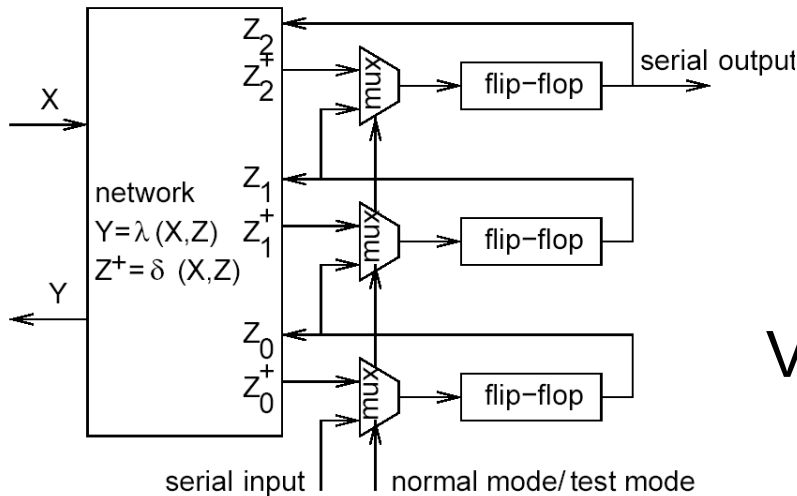 Z2
Z2+
mux
flip-flop
serial output
X
network
Y=λ(X,Z)
Z+=δ (X,Z)
Z1
Z1+
mux
flip-flop
Y
Z0
Z0+
mux
flip-flop
serial input
normal mode/ test mode
V